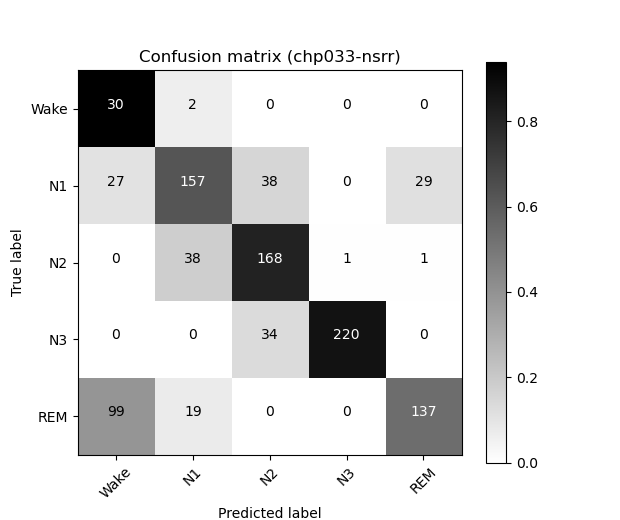 Confusion matrix (chp033-nsrr)
True label
Wake 30 2 0 0 0
N1 27 157 38 0 29
N2 0 38 168 1 1
N3 0 0 34 220 0
REM 99 19 0 0 137
Wake N1 N2 N3 REM
Predicted label
0.8
0.6
0.4
0.2
0.0